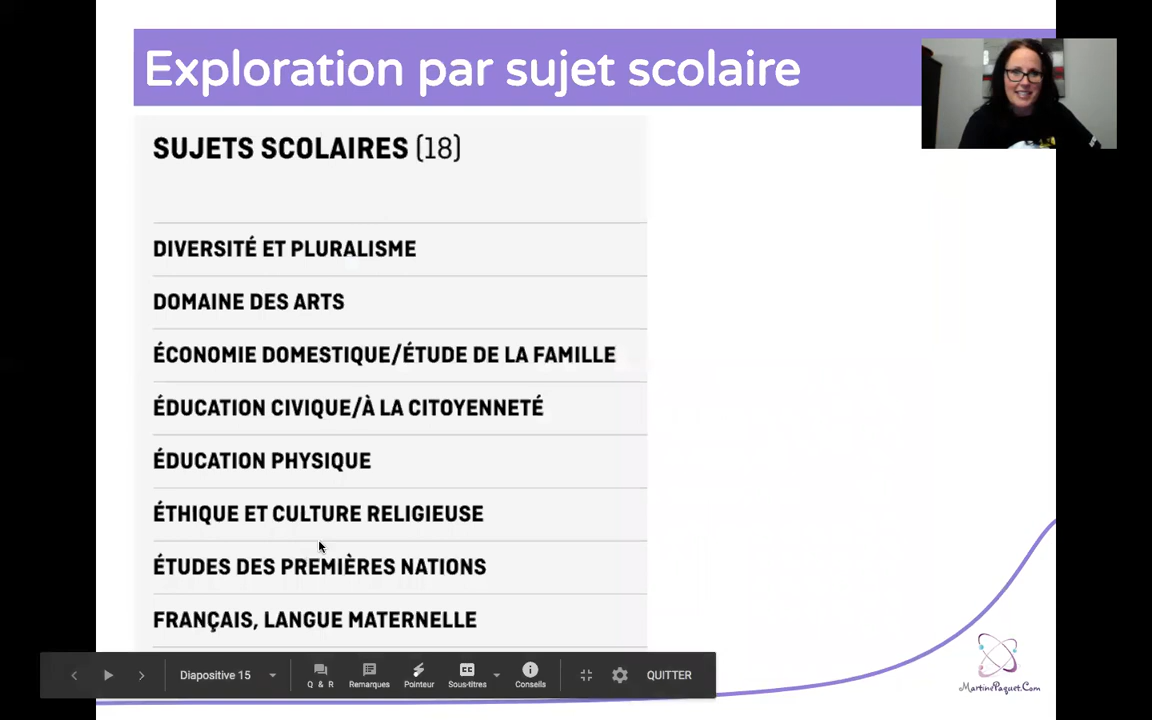 Exploration par sujet scolaire
SUJETS SCOLAIRES (18)
DIVERSITÉ ET PLURALISME
DOMAINE DES ARTS
ÉCONOMIE DOMESTIQUE/ÉTUDE DE LA FAMILLE
ÉDUCATION CIVIQUE/À LA CITOYENNETÉ
ÉDUCATION PHYSIQUE
ÉTHIQUE ET CULTURE RELIGIEUSE
ÉTUDES DES PREMIÈRES NATIONS
FRANÇAIS, LANGUE MATERNELLE
Diapositive 15
Q & R
Remarques
Pointeur
CC
Sous-titres
Conseils
QUITTER
MartinePaquet.Com